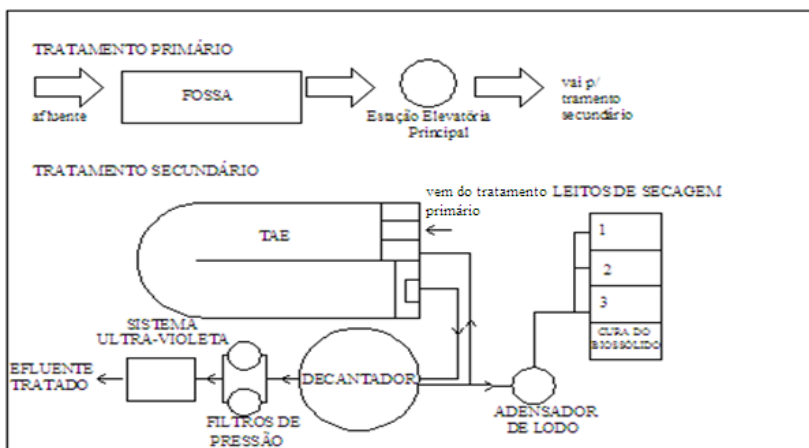 TRATAMENTO PRIMÁRIO
afluente
FOSSA
Estação Elevatória
Principal
vai p/
tramento
secundário
TRATAMENTO SECUNDÁRIO
TAE
vem do tratamento
primário
LEITOS DE SECAGEM
1
2
3
CURA DO
BIOSSÓLIDO
SISTEMA
ULTRA-VIOLETA
EFLUENTE
TRATADO
FILTROS DE
PRESSÃO
DECANTADOR
ADENSADOR
DE LODO